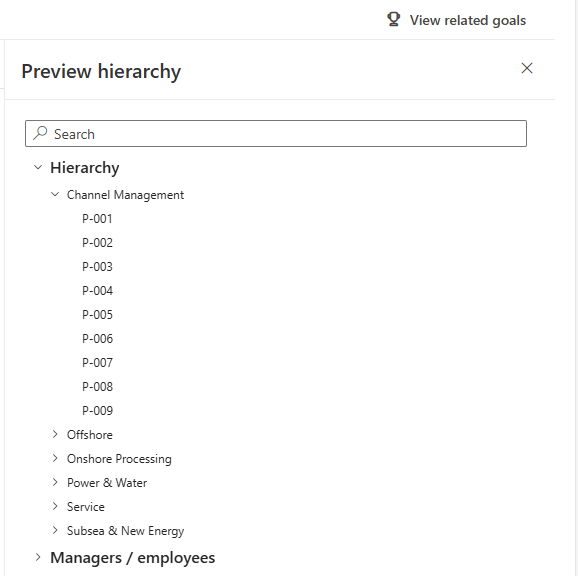 View related goals
Preview hierarchy
Search
Hierarchy
Channel Management
P-001
P-002
P-003
P-004
P-005
P-006
P-007
P-008
P-009
Offshore
Onshore Processing
Power & Water
Service
Subsea & New Energy
Managers / employees